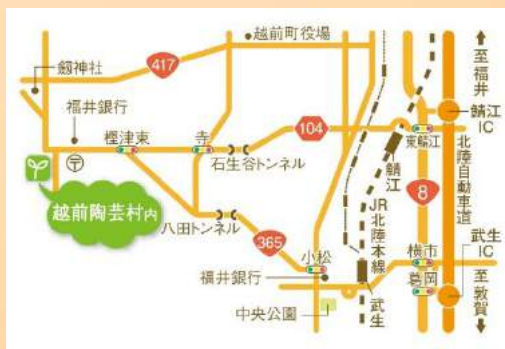 越前町役場
417
劔神社
福井銀行
樫津東
寺
104
石生谷トンネル
越前陶芸村内
八田トンネル
365
小松
福井銀行
中央公園
JR北陸本線
武生
鯖江
東鯖江
8
横市
葛岡
至福井
鯖江IC
北陸自動車道
武生IC
至敦賀